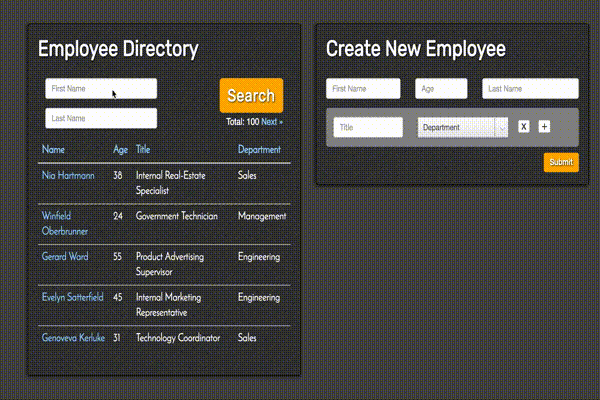 Employee Directory
First Name
Search
Last Name
Total: 100 Next »
Name Age Title Department
Nia Hartmann 38 Internal Real-Estate Specialist Sales
Winfield Oberbrunner 24 Government Technician Management
Gerard Ward 55 Product Advertising Supervisor Engineering
Evelyn Satterfield 45 Internal Marketing Representative Engineering
Genoveva Kerluke 31 Technology Coordinator Sales
Create New Employee
First Name Age Last Name
Title Department X +
Submit